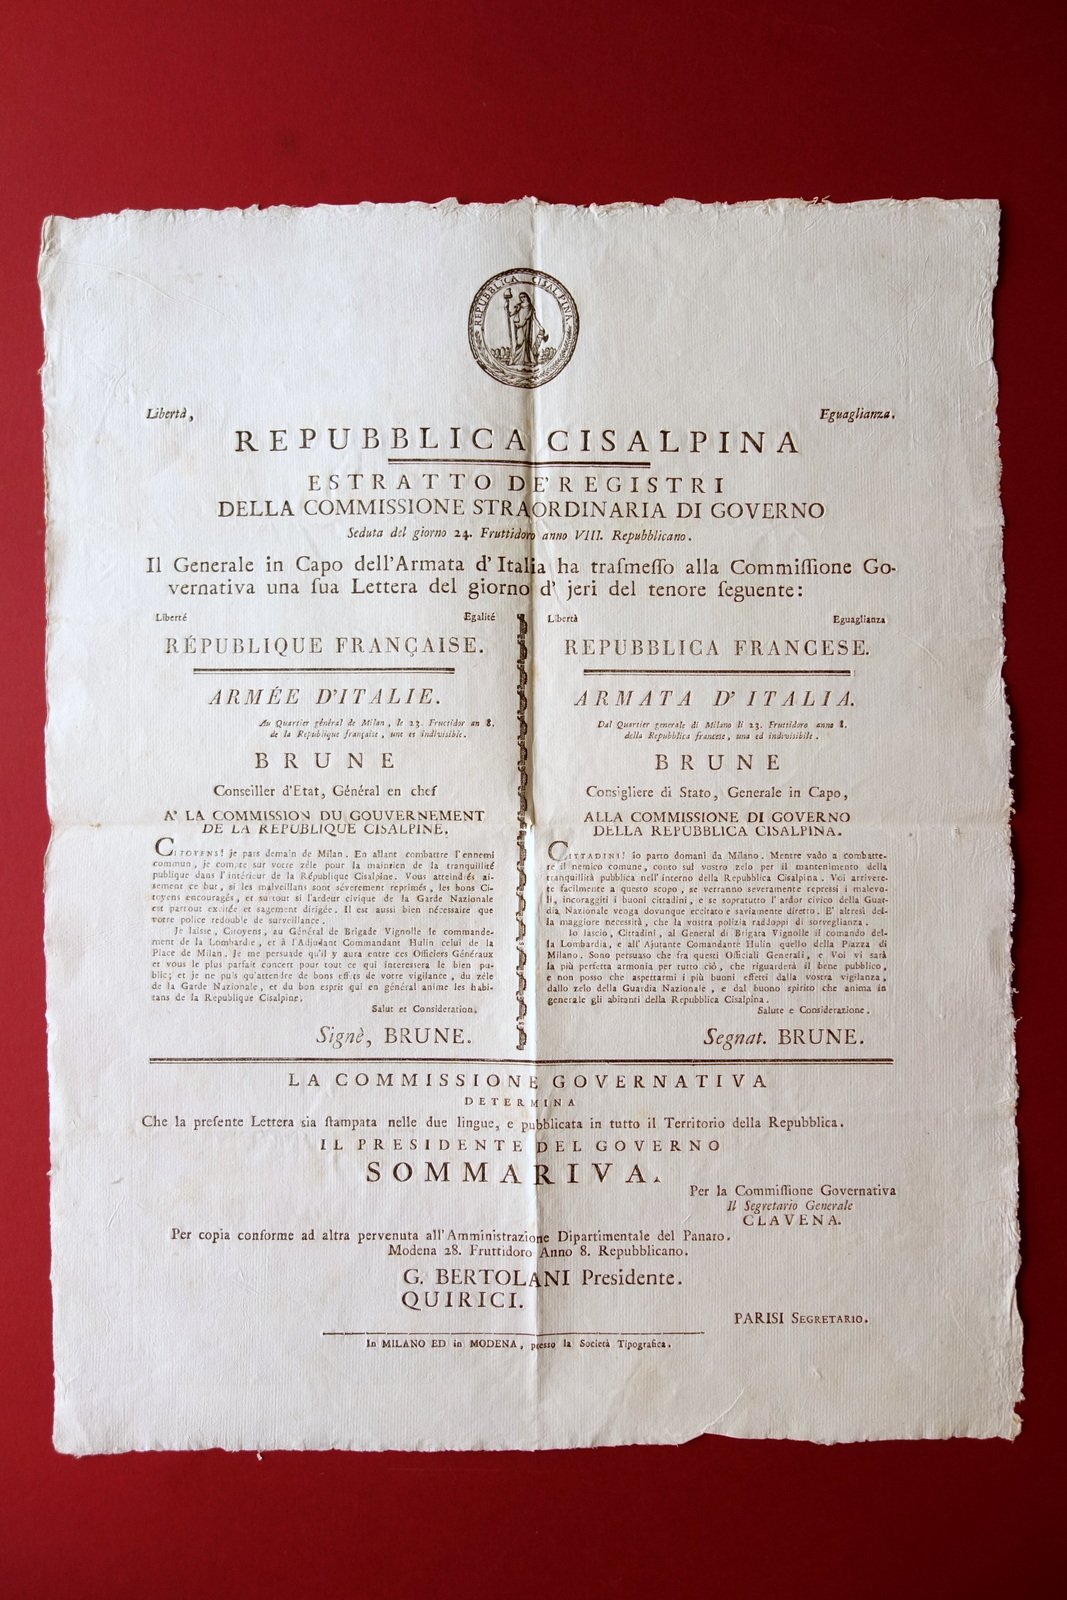 REPUBBLICA CISALPINA
Libertà, Eguaglianza.
REPUBBLICA CISALPINA
ESTRATTO DE' REGISTRI
DELLA COMMISSIONE STRAORDINARIA DI GOVERNO
Seduta del giorno 24. Fruttidoro anno VIII. Repubblicano.
Il Generale in Capo dell'Armata d'Italia ha traſmeſſo alla Commiſſione Go-
vernativa una ſua Lettera del giorno d' jeri del tenore ſeguente:
Liberté Egalité
RÉPUBLIQUE FRANÇAISE.
ARMÉE D'ITALIE.
Au Quartier général de Milan, le 23. Fructidor an 8.
de la République française, une et indivisible.
BRUNE
Conseiller d'Etat, Général en chef
A' LA COMMISSION DU GOUVERNEMENT
DE LA REPUBLIQUE CISALPINE.
CITOYENS! je pars demain de Milan. En allant combattre l'ennemi
commun, je compte sur votre zéle pour la maintien de la tranquillité
publique dans l'intérieur de la République Cisalpine. Vous atteindrés ai-
sement ce but, si les malveillans sont séverement reprimés, les bons Ci-
toyens encouragés, et surtout si l'ardeur civique de la Garde Nazionale
est partout excitée et sagement dirigée. Il est aussi bien nécessaire que
votre police redouble de surveillance.
Je laisse, Citoyens, au Général de Brigade Vignolle le commande-
ment de la Lombardie, et à l'Adjudant Commandant Hulin celui de la
Place de Milan. Je me persuade qu'il y aura entre ces Officiers Généraux
et vous le plus parfait concert pour tout ce qui interessera le bien pu-
blic; et je ne puis qu'attendre de bons effets de votre vigilance, du zéle
de la Garde Nazionale, et du bon esprit qui en général anime les habi-
tans de la Republique Cisalpine.
Salut et Consideration.
Signè, BRUNE.
Libertà Eguaglianza
REPUBBLICA FRANCESE.
ARMATA D'ITALIA.
Dal Quartier generale di Milano li 23. Fruttidoro anno 8.
della Repubblica francese, una ed indivisibile.
BRUNE
Consigliere di Stato, Generale in Capo,
ALLA COMMISSIONE DI GOVERNO
DELLA REPUBBLICA CISALPINA.
CITTADINI! io parto domani da Milano. Mentre vado a combatte-
re il nemico comune, conto sul vostro zelo per il mantenimento della
tranquillità pubblica nell'interno della Repubblica Cisalpina. Voi arrivere-
te facilmente a questo scopo, se verranno severamente repressi i malevo-
li, incoraggiti i buoni cittadini, e se sopratutto l'ardor civico della Guar-
dia Nazionale venga dovunque eccitato e saviamente diretto. E' altresì del-
la maggiore necessità, che la vostra polizia raddoppi di sorveglianza.
Io lascio, Cittadini, al General di Brigata Vignolle il comando del-
la Lombardia, e all'Ajutante Comandante Hulin quello della Piazza di
Milano. Sono persuaso che fra questi Officiali Generali, e Voi vi sarà
la più perfetta armonia per tutto ciò, che riguarderà il bene pubblico,
e non posso che aspettarmi i più buoni effetti dalla vostra vigilanza,
dallo zelo della Guardia Nazionale, e dal buono spirito che anima in
generale gli abitanti della Repubblica Cisalpina.
Salute e Considerazione.
Segnat. BRUNE.
LA COMMISSIONE GOVERNATIVA
DETERMINA
Che la preſente Lettera sia ſtampata nelle due lingue, e pubblicata in tutto il Territorio della Repubblica.
IL PRESIDENTE DEL GOVERNO
SOMMARIVA.
Per la Commiſſione Governativa
Il Segretario Generale
CLAVENA.
Per copia conforme ad altra pervenuta all'Amministrazione Dipartimentale del Panaro.
Modena 28. Fruttidoro Anno 8. Repubblicano.
G. BERTOLANI Presidente.
QUIRICI.
PARISI SEGRETARIO.
In MILANO ED in MODENA, presso la Società Tipografica.